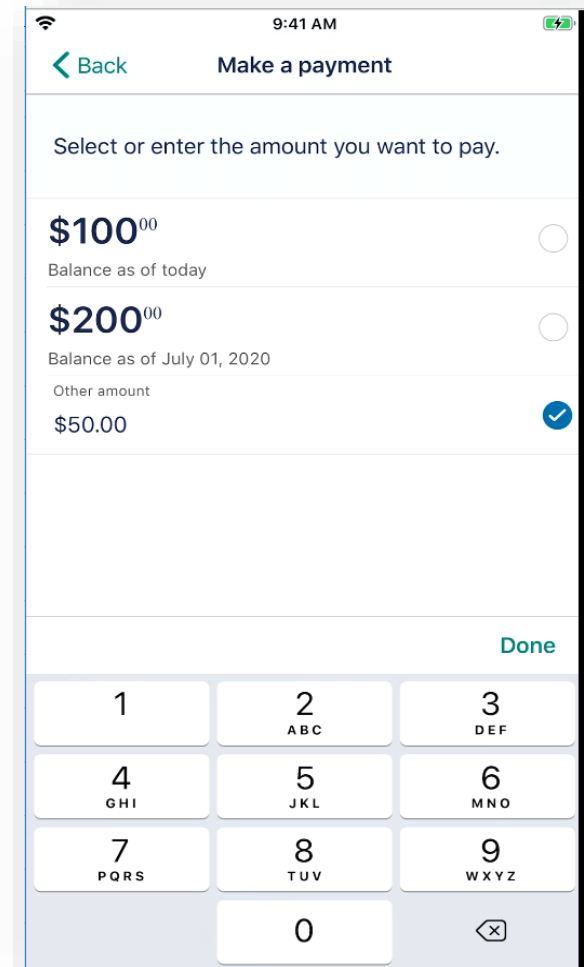 9:41 AM
Back Make a payment
Select or enter the amount you want to pay.
$10000
Balance as of today
$20000
Balance as of July 01, 2020
Other amount
$50.00
Done
1 2 3
ABC DEF
4 5 6
GHI JKL MNO
7 8 9
PQRS TUV WXYZ
0